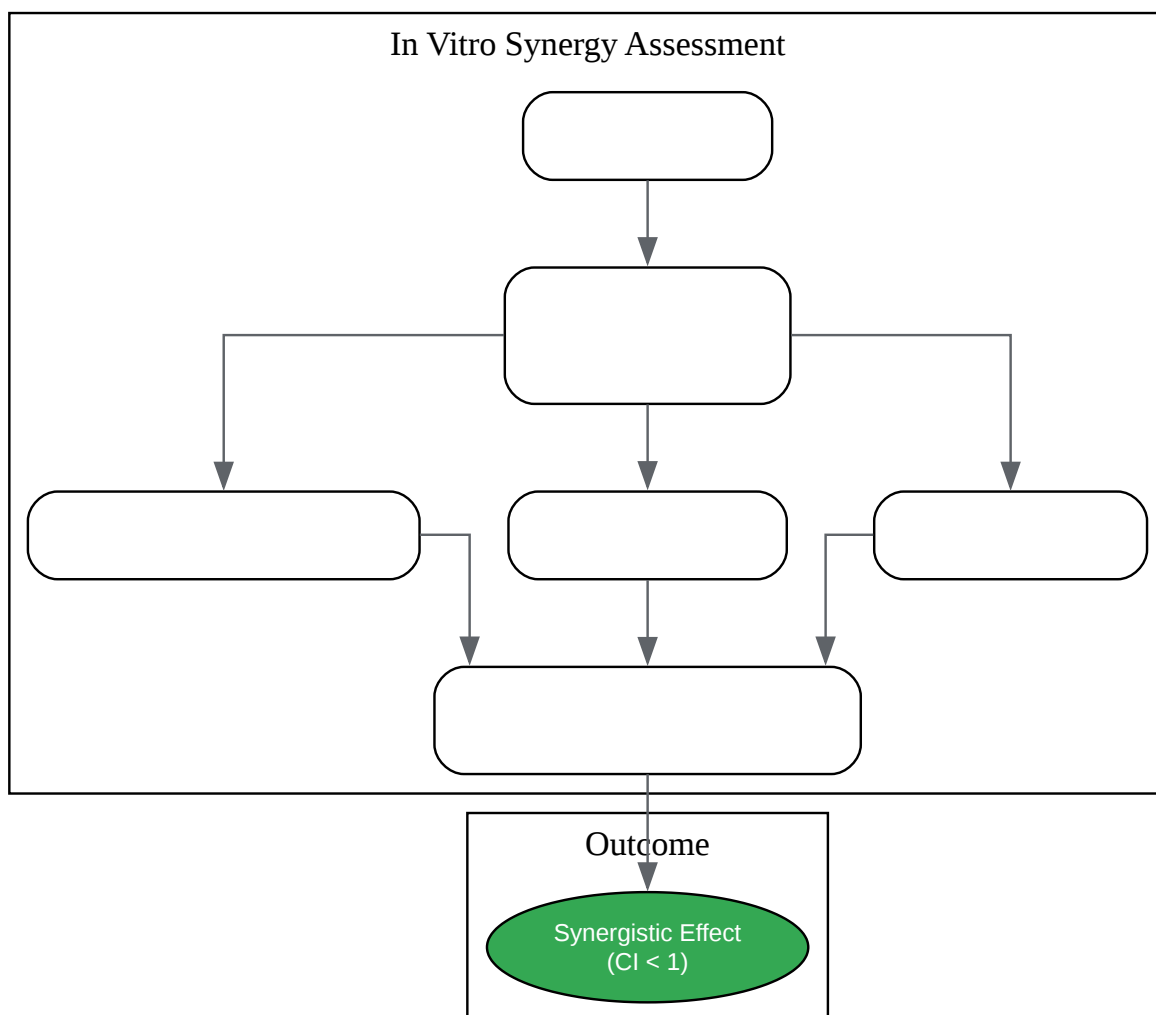 In Vitro Synergy Assessment
Outcome
Synergistic Effect
(CI < 1)